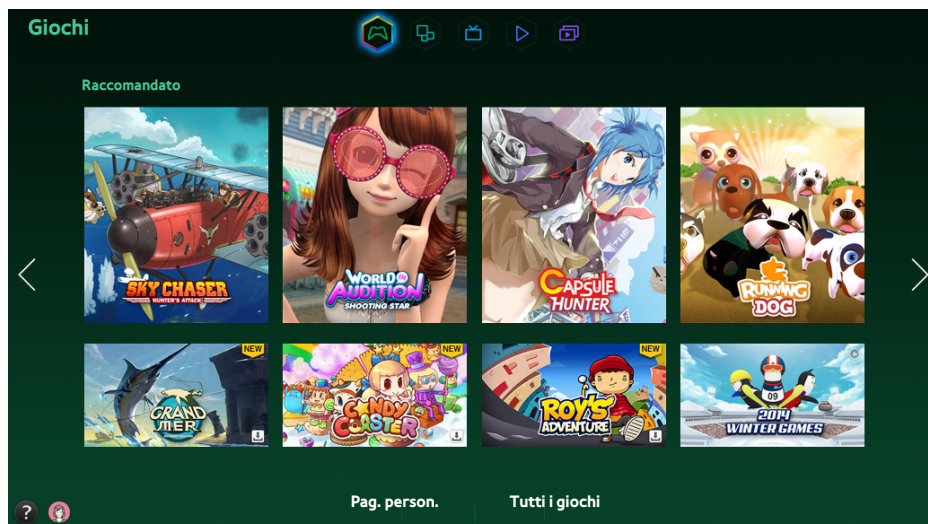 Giochi
Raccomandato
SKY CHASER
HUNTER'S ATTACK!
WORLD IN
AUDITION
SHOOTING STAR
CAPSULE
HUNTER
RUNNING
DOG
NEW
GRAND
MER
NEW
CANDY
COASTER
NEW
ROY'S
ADVENTURE
09
2014
WINTER GAMES
Pag. person.
Tutti i giochi
?